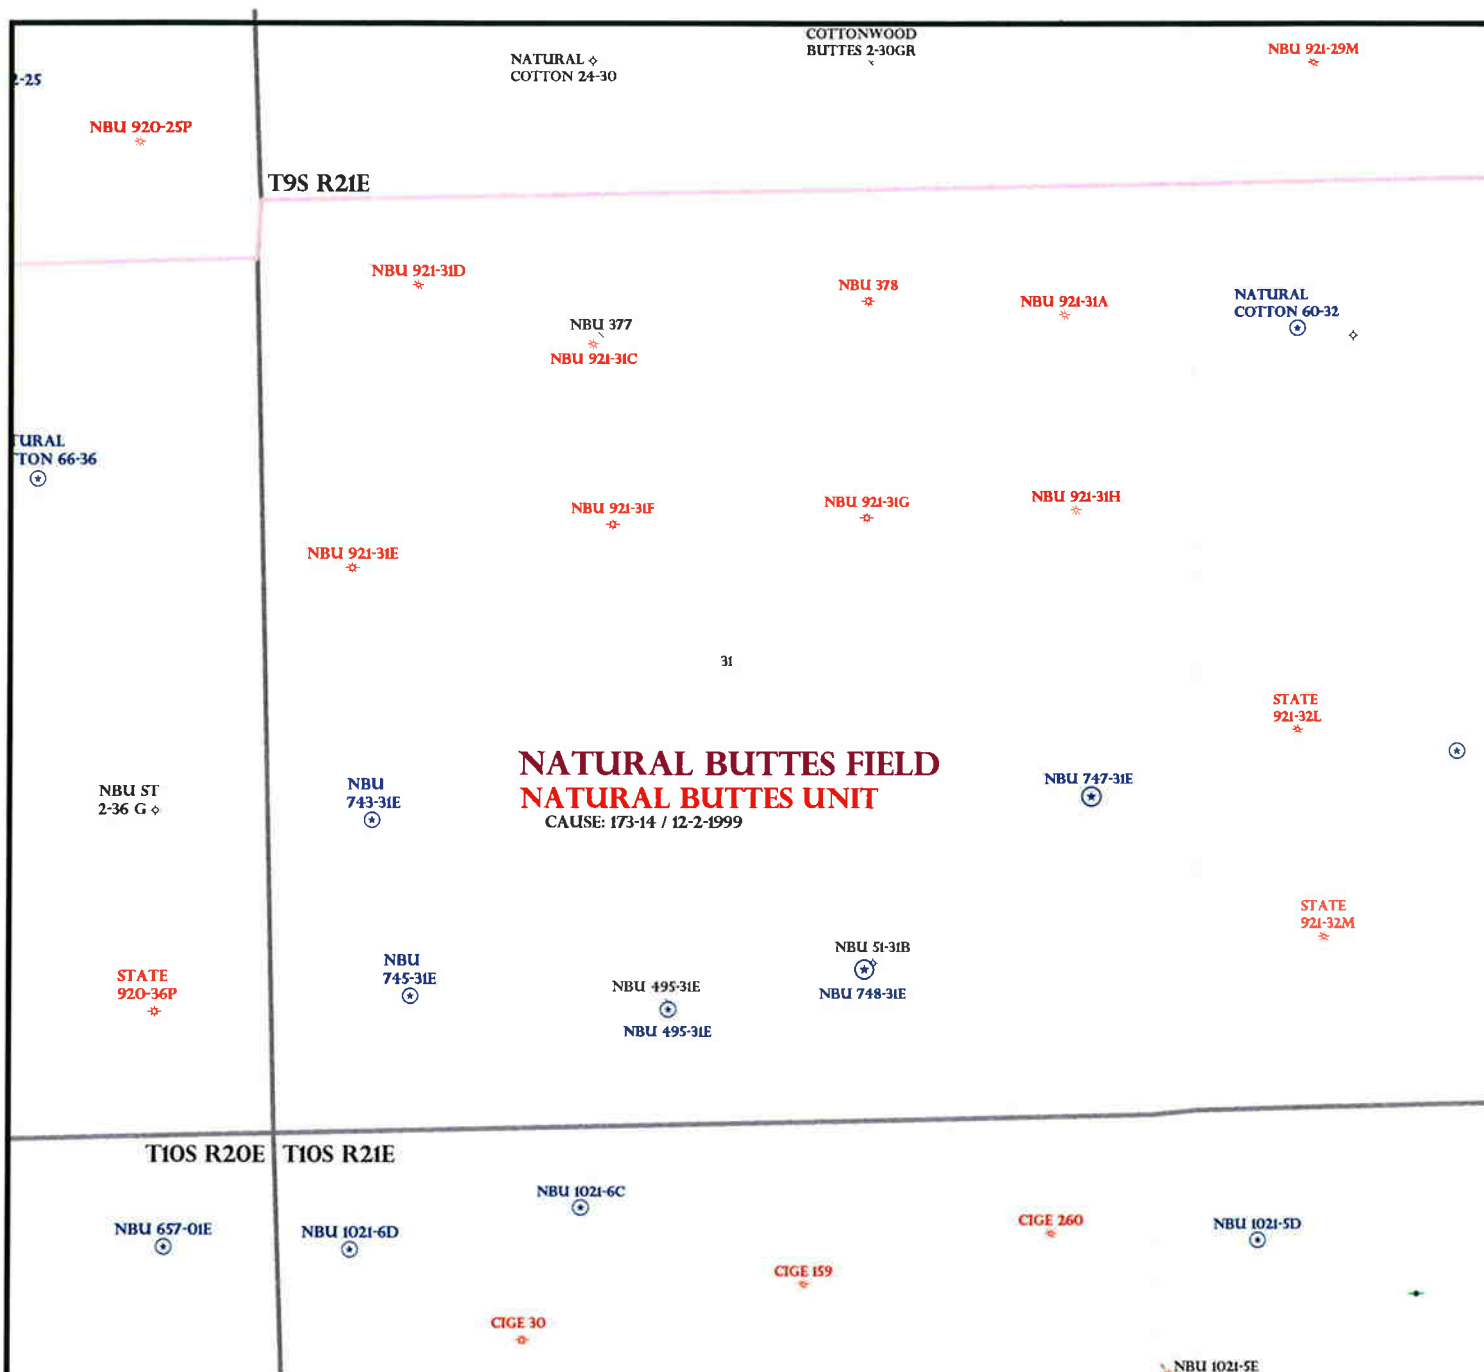 COTTONWOOD
BUTTES 2-30GR
NBU 921-29M
NATURAL
COTTON 24-30
2-25
NBU 920-25P
T9S R21E
NBU 921-31D
NBU 378
NBU 921-31A
NATURAL
COTTON 60-32
NBU 377
NBU 921-31C
TURAL
TTON 66-36
NBU 921-31F
NBU 921-31G
NBU 921-31H
NBU 921-31E
31
STATE
921-32L
NATURAL BUTTES FIELD
NATURAL BUTTES UNIT
CAUSE: 173-14 / 12-2-1999
NBU 747-31E
NBU
743-31E
NBU ST
2-36 G
STATE
921-32M
NBU 51-31B
NBU 748-31E
NBU
745-31E
STATE
920-36P
NBU 495-31E
NBU 495-31E
T10S R20E
T10S R21E
NBU 1021-6C
NBU 657-01E
NBU 1021-6D
CIGE 260
NBU 1021-5D
CIGE 159
CIGE 30
NBU 1021-5E